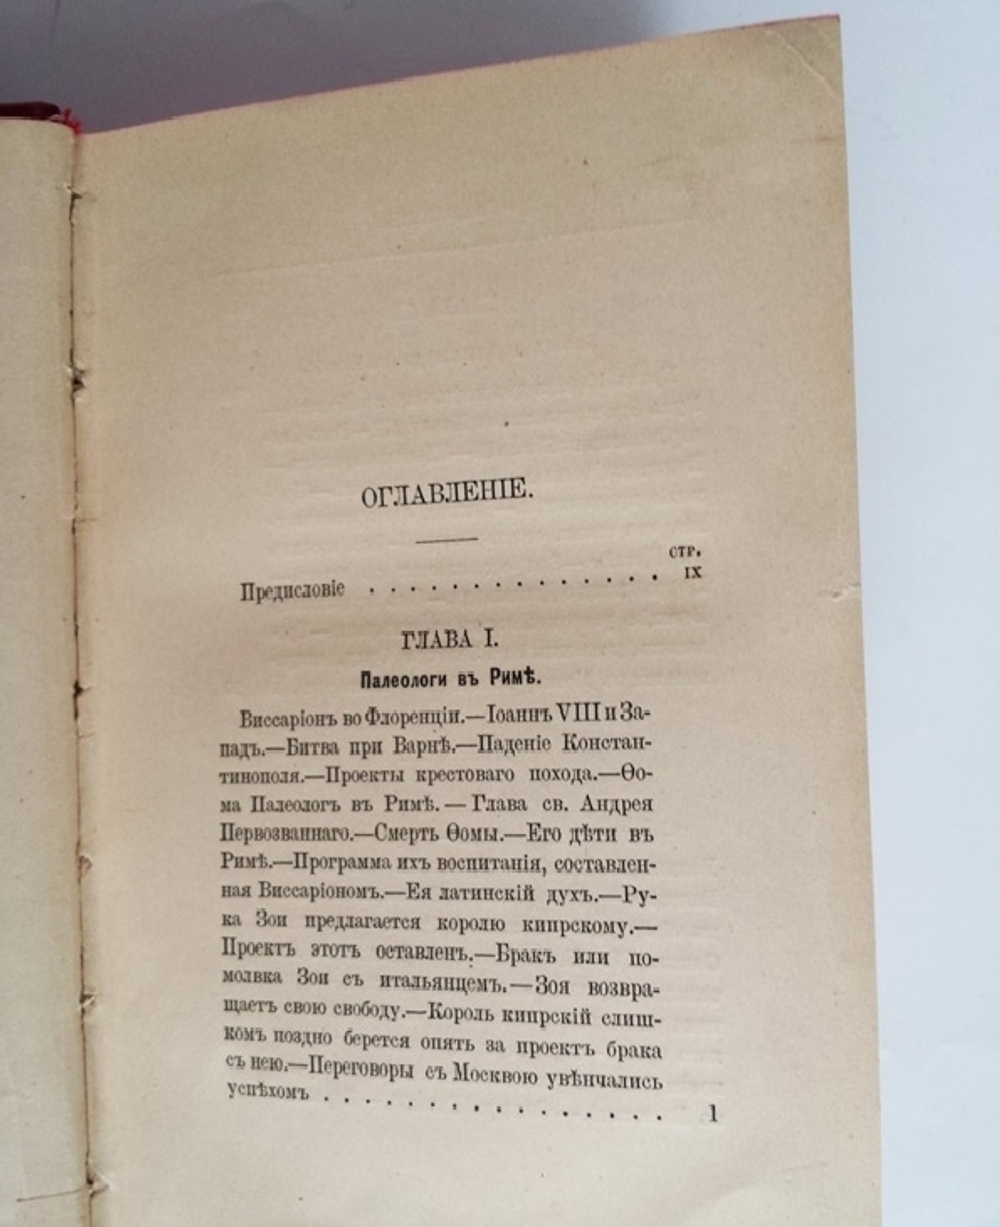 ОГЛАВЛЕНІЕ.
СТР.
Предисловіе . . . . . . . . . . . . . . IX
ГЛАВА I.
Палеологи въ Римѣ.
Виссаріонъ во Флоренціи.—Іоаннъ VIII и За-
падъ.—Битва при Варнѣ.—Паденіе Констан-
тинополя.—Проекты крестоваго похода.—Ѳо-
ма Палеологъ въ Римѣ.—Глава св. Андрея
Первозваннаго.—Смерть Ѳомы.—Его дѣти въ
Римѣ.—Программа ихъ воспитанія, составлен-
ная Виссаріономъ.—Ея латинскій духъ.—Ру-
ка Зои предлагается королю кипрскому.—
Проектъ этотъ оставленъ.—Бракъ или по-
молвка Зои съ итальянцемъ.—Зоя возвра-
щаетъ свою свободу.—Король кипрскій слиш-
комъ поздно берется опять за проектъ брака
съ нею.—Переговоры съ Москвою увѣнчались
успѣхомъ . . . . . . . . . . . . . . . . 1